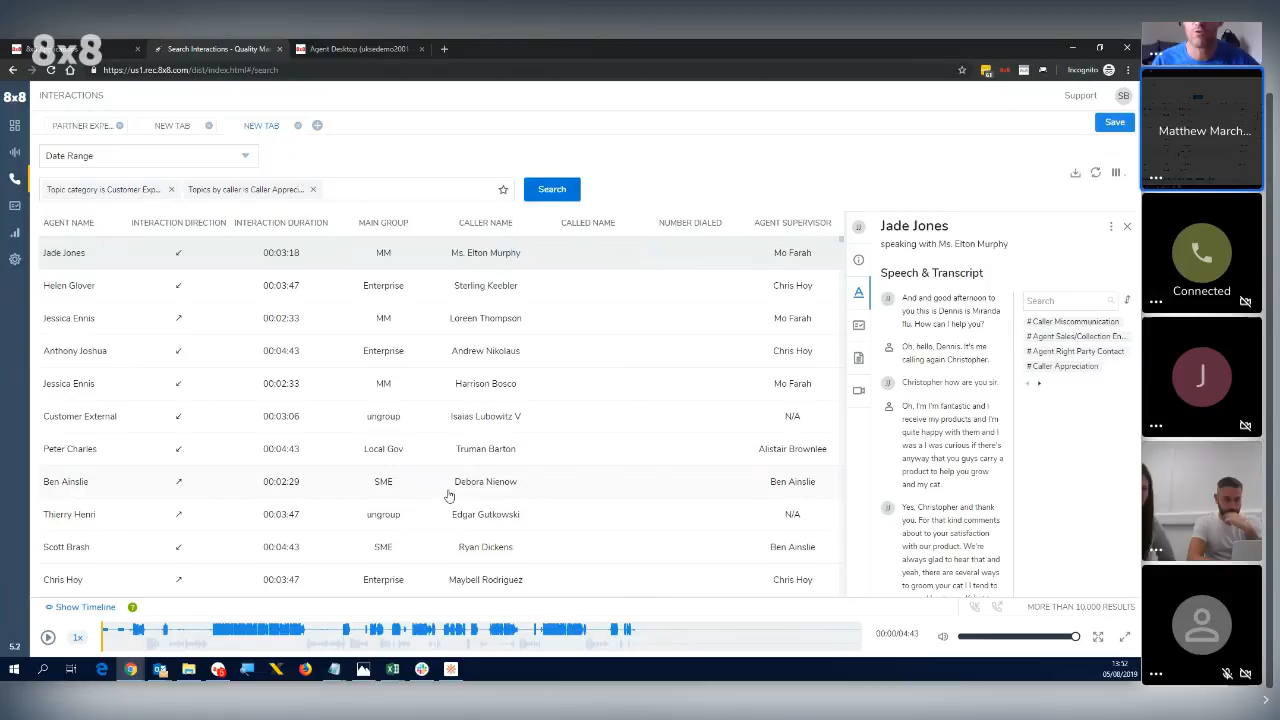 8x8
Search Interactions - Quality Ma
Agent Desktop (uksedemo2001
https://us1.rec.8x8.com/dist/index.html#/search
Incognito
8x8
INTERACTIONS
Support
SB
PARTNER EXPE...
NEW TAB
NEW TAB
Save
Date Range
Topic category is Customer Exp...
Topics by caller is Caller Appreci...
Search
AGENT NAME INTERACTION DIRECTION INTERACTION DURATION MAIN GROUP CALLER NAME CALLED NAME NUMBER DIALED AGENT SUPERVISOR
Jade Jones 00:03:18 MM Ms. Elton Murphy Mo Farah
Helen Glover 00:03:47 Enterprise Sterling Keebler Chris Hoy
Jessica Ennis 00:02:33 MM Loreen Thompson Mo Farah
Anthony Joshua 00:04:43 Enterprise Andrew Nikolaus Chris Hoy
Jessica Ennis 00:02:33 MM Harrison Bosco Mo Farah
Customer External 00:03:06 ungroup Isaias Lubowitz V N/A
Peter Charles 00:04:43 Local Gov Truman Barton Alistair Brownlee
Ben Ainslie 00:02:29 SME Debora Nienow Ben Ainslie
Thierry Henri 00:03:47 ungroup Edgar Gutkowski N/A
Scott Brash 00:04:43 SME Ryan Dickens Ben Ainslie
Chris Hoy 00:03:47 Enterprise Maybell Rodriguez Chris Hoy
JJ
Jade Jones
speaking with Ms. Elton Murphy
Speech & Transcript
JJ
And and good afternoon to
you this is Dennis is Miranda
flu. How can I help you?
Oh, hello, Dennis. It's me
calling again Christopher.
JJ
Christopher how are you sir.
Oh, I'm I'm fantastic and I
receive my products and I'm
quite happy with them and I
was a I was curious if there's
anyway that you guys carry a
product to help you grow
and my cat.
JJ
Yes, Christopher and thank
you. For that kind comments
about to your satisfaction
with our product. We're
always glad to hear that and
yeah, there are several ways
to groom your cat ! I tend to
Search
# Caller Miscommunication
# Agent Sales/Collection En...
# Agent Right Party Contact
# Caller Appreciation
Show Timeline
7
MORE THAN 10.000 RESULTS
1x
00:00/04:43
5.2
13:52
05/08/2019
Matthew March...
Connected
J